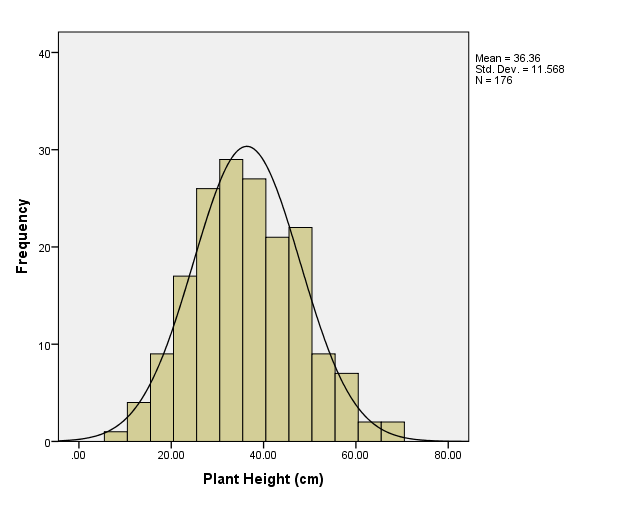 Mean = 36.36
Std. Dev. = 11.568
N = 176
Frequency
40
30
20
10
0
.00 20.00 40.00 60.00 80.00
Plant Height (cm)